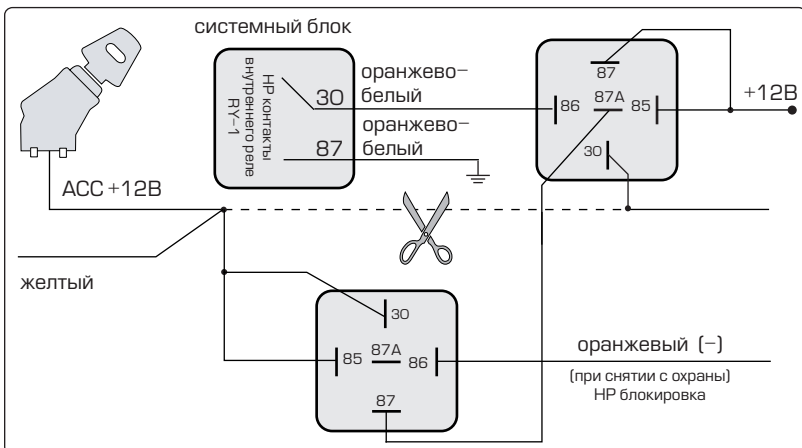 системный блок
НР контакты
внутреннего реле
RY-1
30
87
оранжево-
белый
оранжево-
белый
87
86
87А
85
30
+12В
АСС +12В
желтый
30
85
87А
86
87
оранжевый (-)
(при снятии с охраны)
НР блокировка